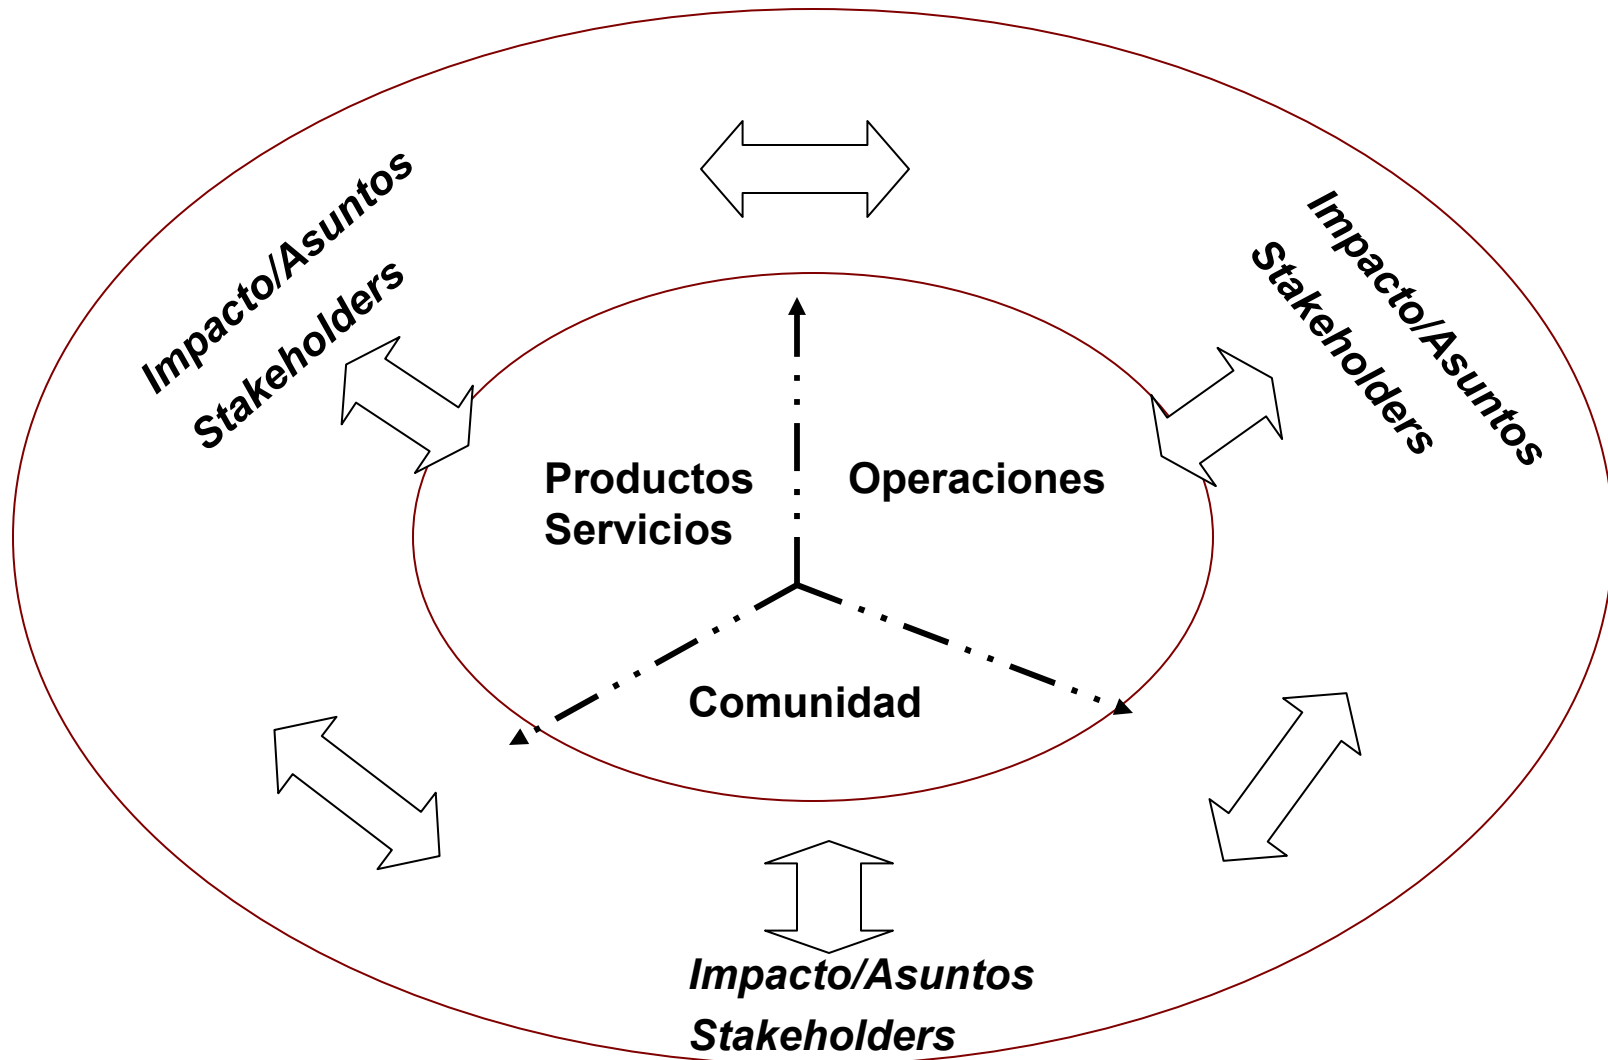 Impacto/Asuntos
Stakeholders
Impacto/Asuntos
Stakeholders
Productos
Servicios
Operaciones
Comunidad
Impacto/Asuntos
Stakeholders